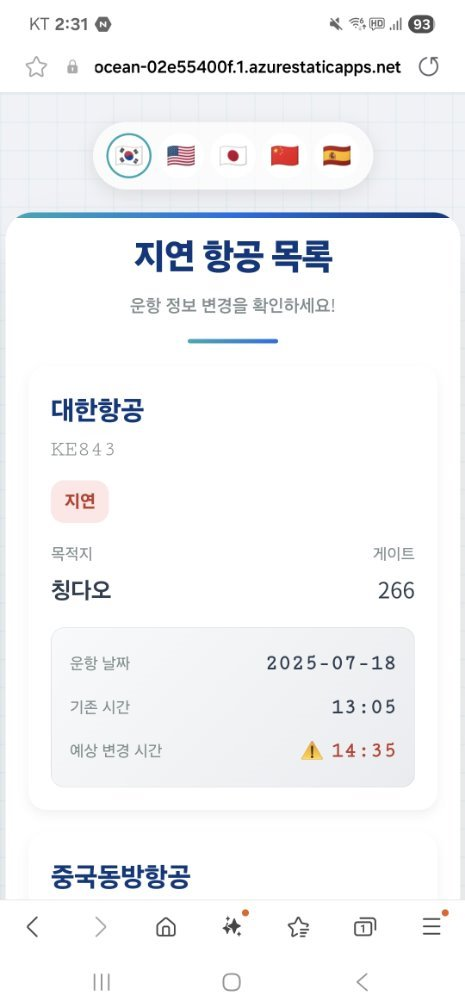 KT 2:31 N HD 93
ocean-02e55400f.1.azurestaticapps.net
지연 항공 목록
운항 정보 변경을 확인하세요!
대한항공
KE843
지연
목적지 게이트
칭다오 266
운항 날짜 2025-07-18
기존 시간 13:05
예상 변경 시간 ⚠️ 14:35
중국동방항공
1